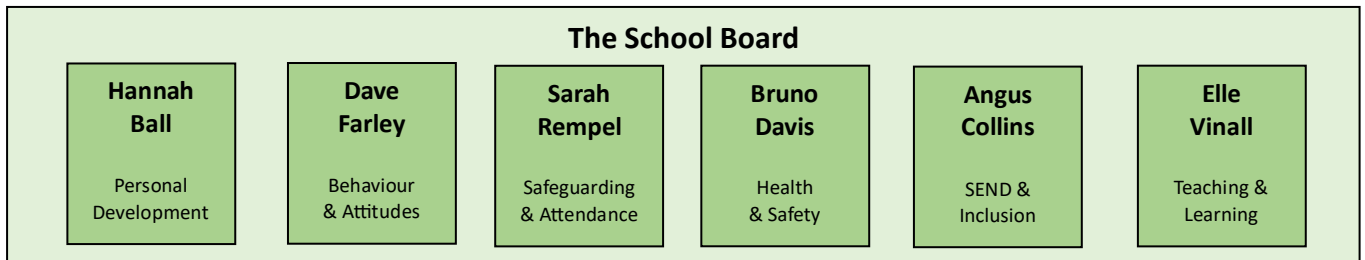 The School Board
Hannah
Ball
Personal
Development
Dave
Farley
Behaviour
& Attitudes
Sarah
Rempel
Safeguarding
& Attendance
Bruno
Davis
Health
& Safety
Angus
Collins
SEND &
Inclusion
Elle
Vinall
Teaching &
Learning